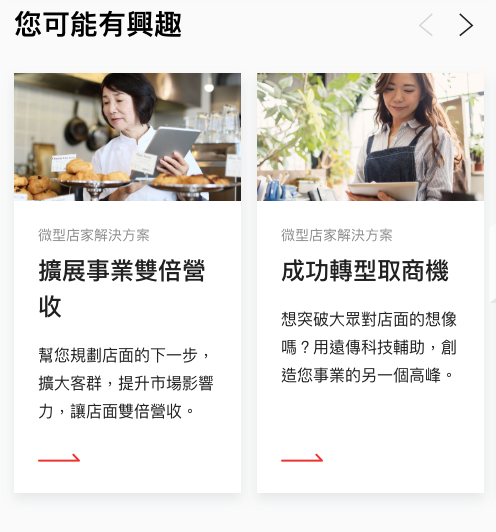 您可能有興趣
微型店家解決方案
擴展事業雙倍營
收
幫您規劃店面的下一步，
擴大客群，提升市場影響
力，讓店面雙倍營收。
微型店家解決方案
成功轉型取商機
想突破大眾對店面的想像
嗎？用遠傳科技輔助，創
造您事業的另一個高峰。